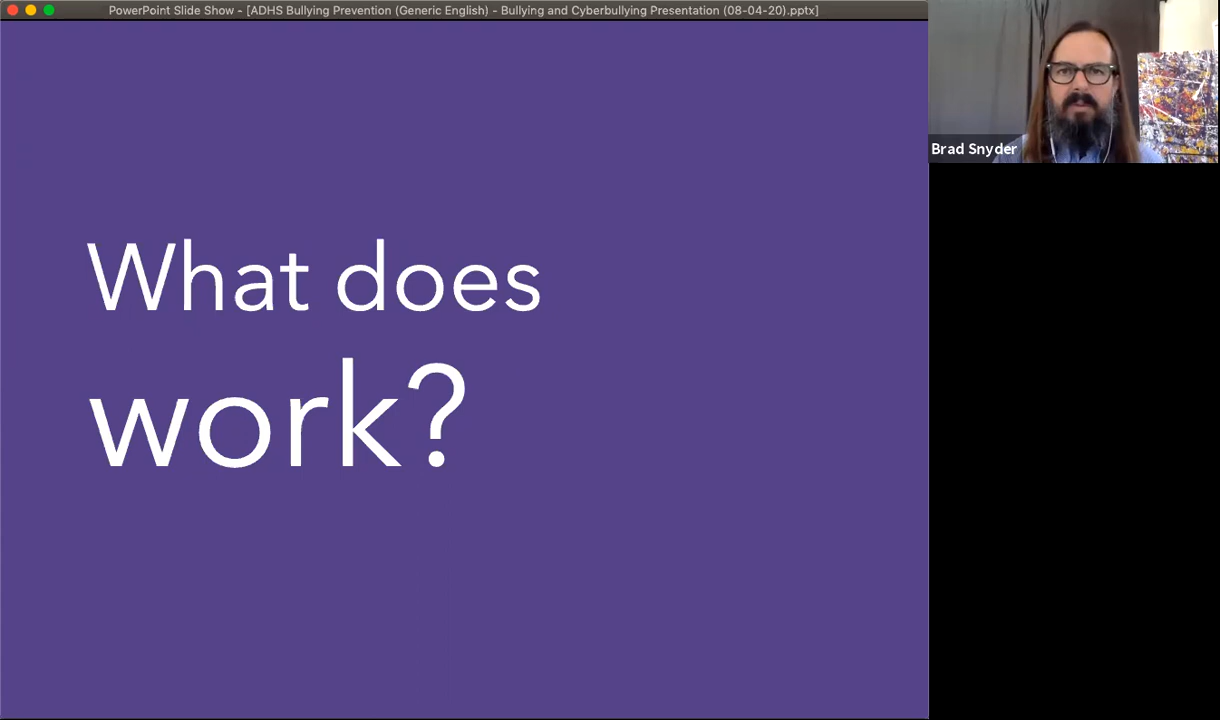 PowerPoint Slide Show - [ADHS Bullying Prevention (Generic English) - Bullying and Cyberbullying Presentation (08-04-20).pptx]
What does
work?
Brad Snyder